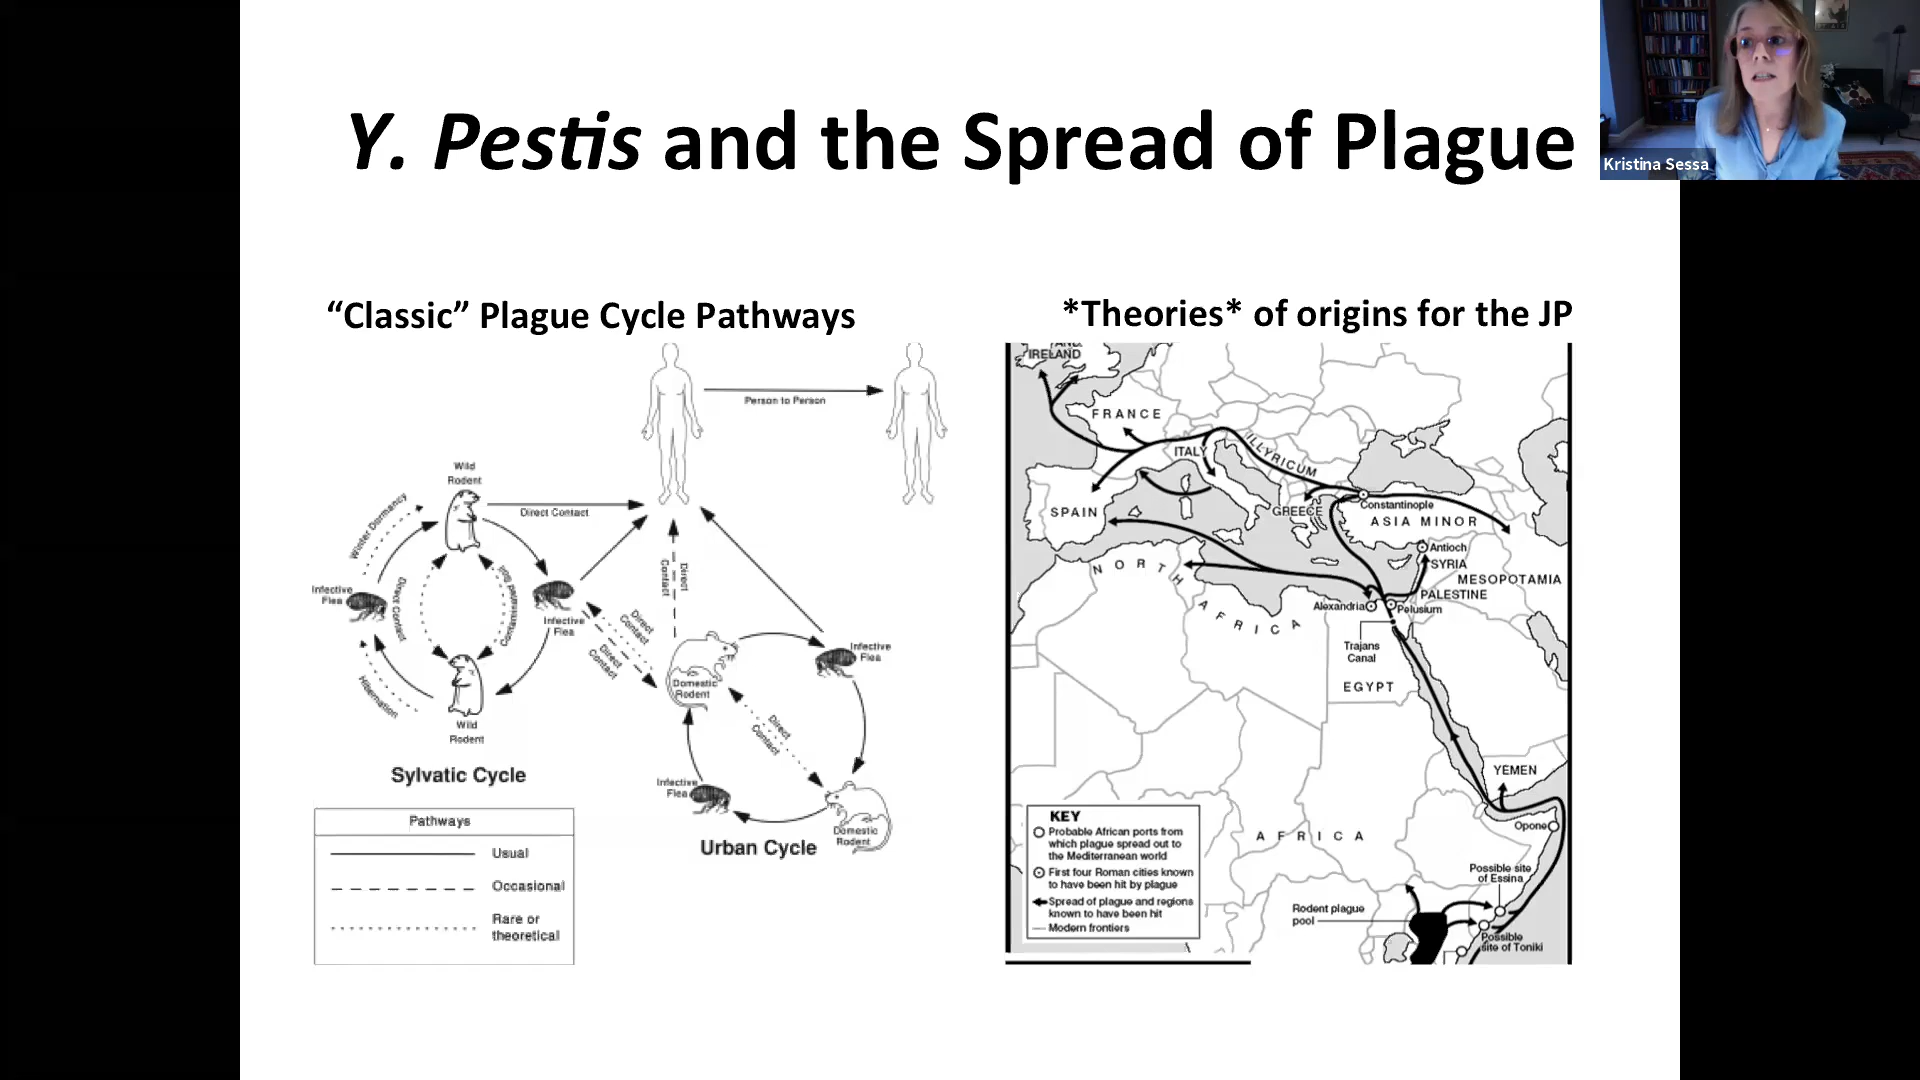 Y. Pestis and the Spread of Plague
Kristina Sessa
“Classic” Plague Cycle Pathways
Person to Person
Wild
Rodent
Winter Dormancy
Direct Contact
Infective
Flea
Direct Contact
Contaminated Soil
Infective
Flea
Hibernation
Wild
Rodent
Sylvatic Cycle
Direct
Contact
Direct
Contact
Direct
Contact
Domestic
Rodent
Infective
Flea
Direct
Contact
Infective
Flea
Domestic
Rodent
Urban Cycle
Pathways
Usual
Occasional
Rare or
theoretical
*Theories* of origins for the JP
AND
IRELAND
FRANCE
ITALY
ILLYRICUM
SPAIN
GREECE
Constantinople
ASIA MINOR
Antioch
SYRIA
MESOPOTAMIA
PALESTINE
NORTH
AFRICA
Alexandria
Pelusium
Trajans
Canal
EGYPT
YEMEN
Opone
AFRICA
Possible site
of Essina
Rodent plague
pool
Possible
site of Toniki
KEY
Probable African ports from
which plague spread out to
the Mediterranean world
First four Roman cities known
to have been hit by plague
Spread of plague and regions
known to have been hit
Modern frontiers